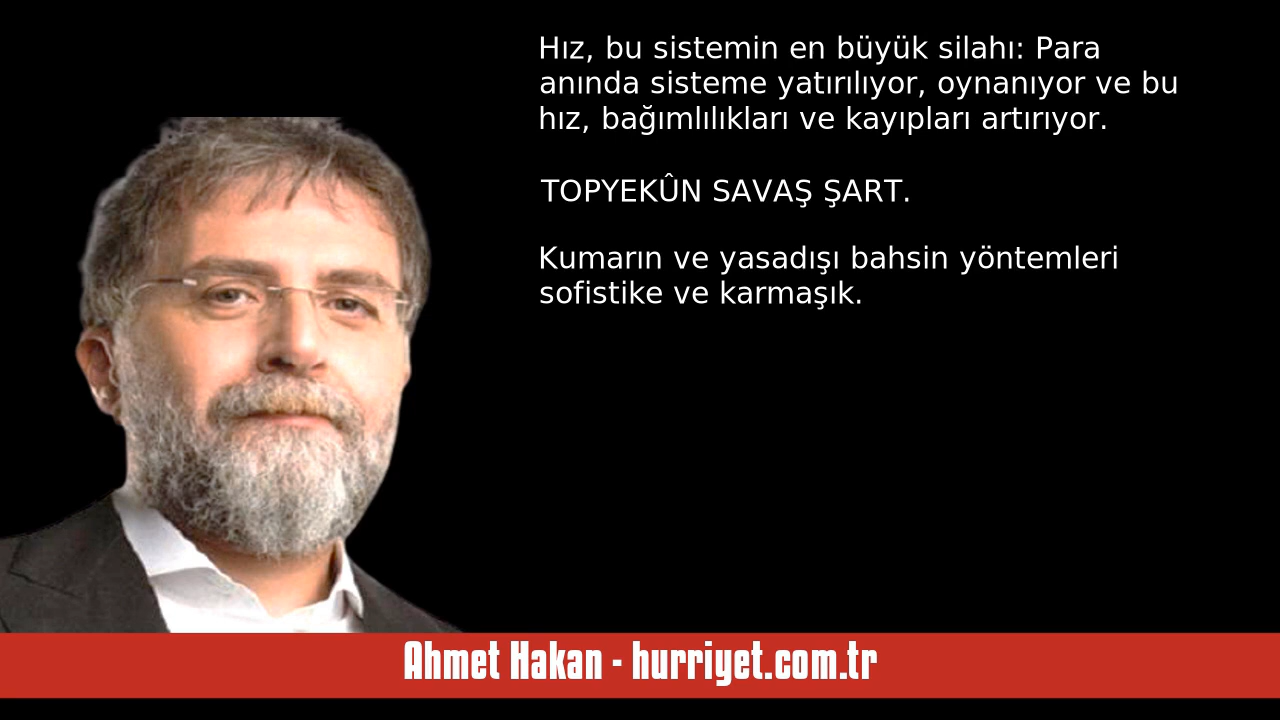 Hız, bu sistemin en büyük silahı: Para
anında sisteme yatırılıyor, oynanıyor ve bu
hız, bağımlılıkları ve kayıpları artırıyor.
TOPYEKÛN SAVAŞ ŞART.
Kumarın ve yasadışı bahsin yöntemleri
sofistike ve karmaşık.
Ahmet Hakan - hurriyet.com.tr